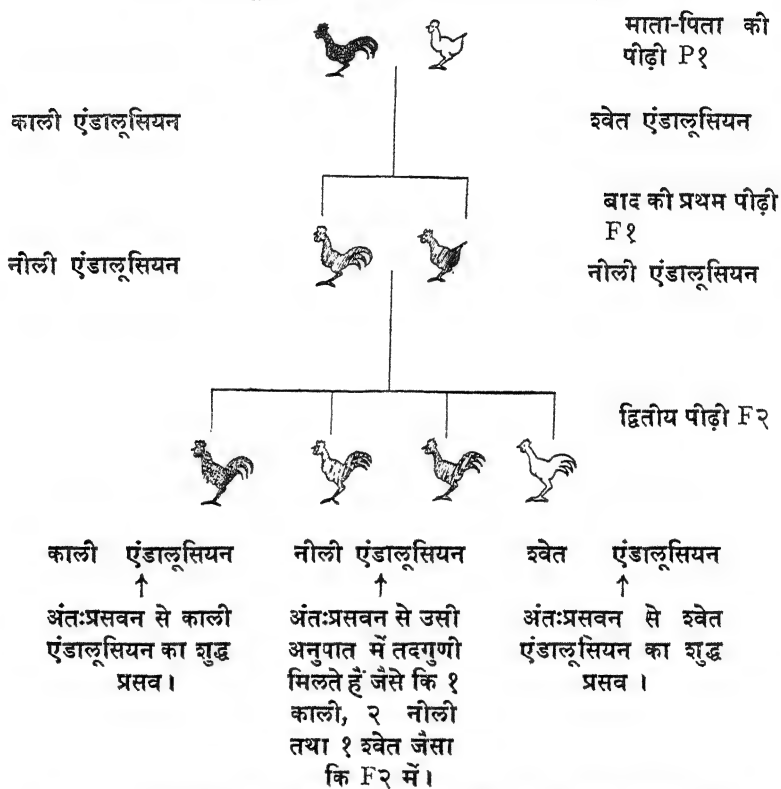 माता-पिता की
पीढ़ी P१
काली एंडालूसियन
श्वेत एंडालूसियन
बाद की प्रथम पीढ़ी
F१
नीली एंडालूसियन
नीली एंडालूसियन
द्वितीय पीढ़ी F२
काली एंडालूसियन
↑
अंतःप्रसवन से काली
एंडालूसियन का शुद्ध
प्रसव।
नीली एंडालूसियन
↑
अंतःप्रसवन से उसी
अनुपात में तदगुणी
मिलते हैं जैसे कि १
काली, २ नीली
तथा १ श्वेत जैसा
कि F२ में।
श्वेत एंडालूसियन
↑
अंतःप्रसवन से श्वेत
एंडालूसियन का शुद्ध
प्रसव ।